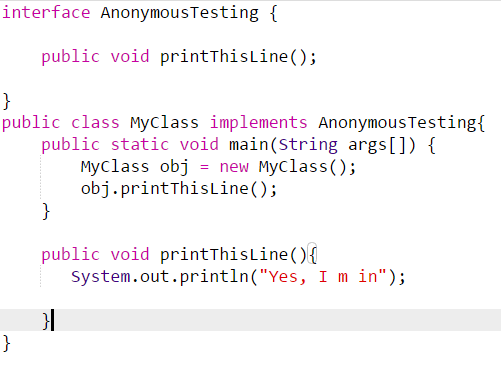 interface AnonymousTesting {
public void printThisLine();
}
public class MyClass implements AnonymousTesting{
public static void main(String args[]) {
MyClass obj = new MyClass();
obj.printThisLine();
}
public void printThisLine(){
System.out.println("Yes, I m in");
}
}